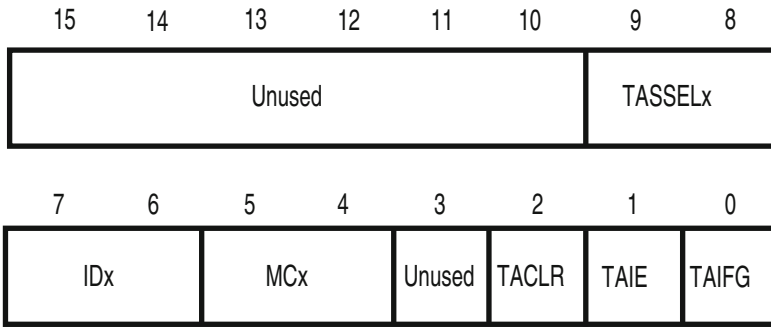 15 14 13 12 11 10 9 8
Unused TASSELx
7 6 5 4 3 2 1 0
IDx MCx Unused TACLR TAIE TAIFG